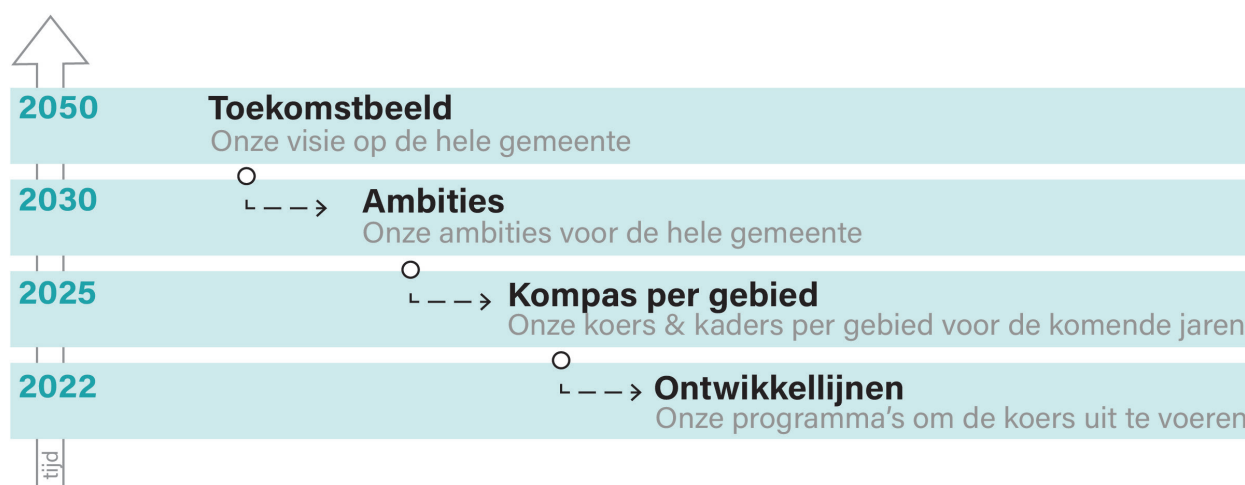 2050
Toekomstbeeld
Onze visie op de hele gemeente
2030
Ambities
Onze ambities voor de hele gemeente
2025
Kompas per gebied
Onze koers & kaders per gebied voor de komende jaren
2022
Ontwikkellijnen
Onze programma's om de koers uit te voeren
tijd